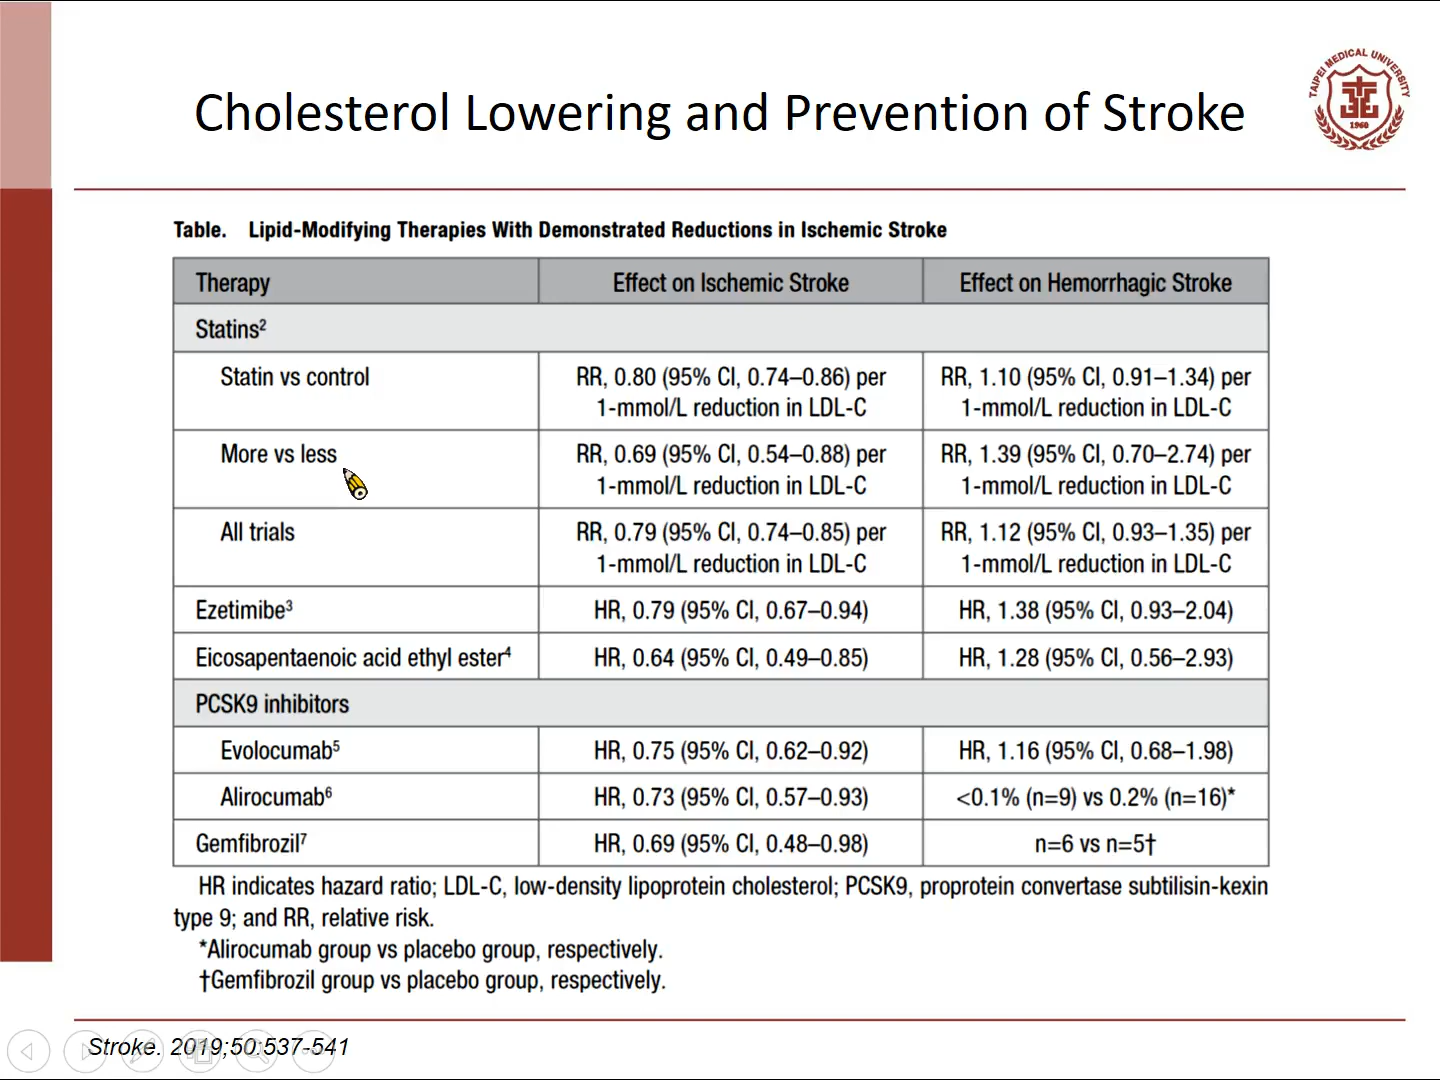 Cholesterol Lowering and Prevention of Stroke
TAIPEI MEDICAL UNIVERSITY
1960
Table. Lipid-Modifying Therapies With Demonstrated Reductions in Ischemic Stroke
Therapy Effect on Ischemic Stroke Effect on Hemorrhagic Stroke
Statins²
Statin vs control RR, 0.80 (95% CI, 0.74–0.86) per 1-mmol/L reduction in LDL-C RR, 1.10 (95% CI, 0.91–1.34) per 1-mmol/L reduction in LDL-C
More vs less RR, 0.69 (95% CI, 0.54–0.88) per 1-mmol/L reduction in LDL-C RR, 1.39 (95% CI, 0.70–2.74) per 1-mmol/L reduction in LDL-C
All trials RR, 0.79 (95% CI, 0.74–0.85) per 1-mmol/L reduction in LDL-C RR, 1.12 (95% CI, 0.93–1.35) per 1-mmol/L reduction in LDL-C
Ezetimibe³ HR, 0.79 (95% CI, 0.67–0.94) HR, 1.38 (95% CI, 0.93–2.04)
Eicosapentaenoic acid ethyl ester⁴ HR, 0.64 (95% CI, 0.49–0.85) HR, 1.28 (95% CI, 0.56–2.93)
PCSK9 inhibitors
Evolocumab⁵ HR, 0.75 (95% CI, 0.62–0.92) HR, 1.16 (95% CI, 0.68–1.98)
Alirocumab⁶ HR, 0.73 (95% CI, 0.57–0.93) <0.1% (n=9) vs 0.2% (n=16)*
Gemfibrozil⁷ HR, 0.69 (95% CI, 0.48–0.98) n=6 vs n=5†
HR indicates hazard ratio; LDL-C, low-density lipoprotein cholesterol; PCSK9, proprotein convertase subtilisin-kexin
type 9; and RR, relative risk.
*Alirocumab group vs placebo group, respectively.
†Gemfibrozil group vs placebo group, respectively.
Stroke. 2019;50:537-541